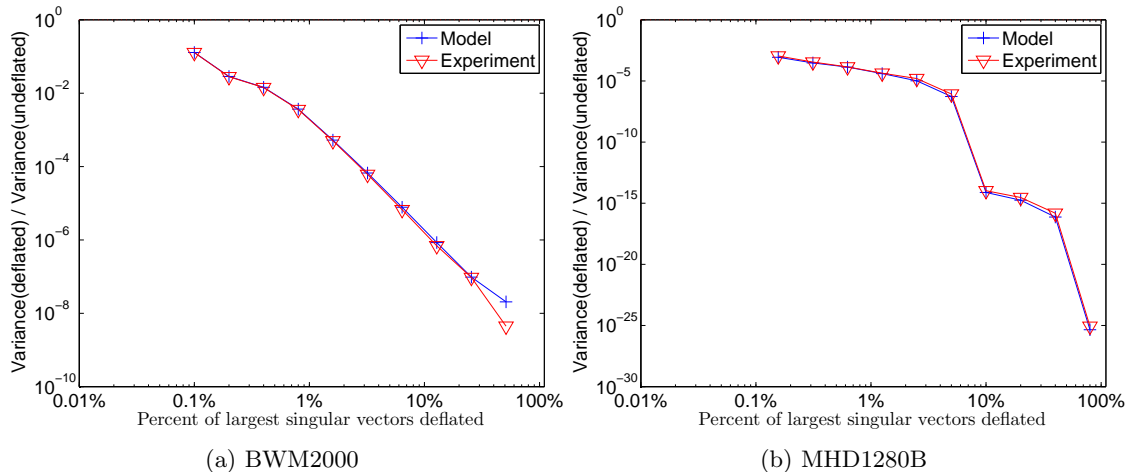 Variance(deflated) / Variance(undeflated)
10^0
10^-2
10^-4
10^-6
10^-8
10^-10
Model
Experiment
0.01%
0.1%
1%
10%
100%
Percent of largest singular vectors deflated
(a) BWM2000
Variance(deflated) / Variance(undeflated)
10^0
10^-5
10^-10
10^-15
10^-20
10^-25
10^-30
Model
Experiment
0.01%
0.1%
1%
10%
100%
Percent of largest singular vectors deflated
(b) MHD1280B